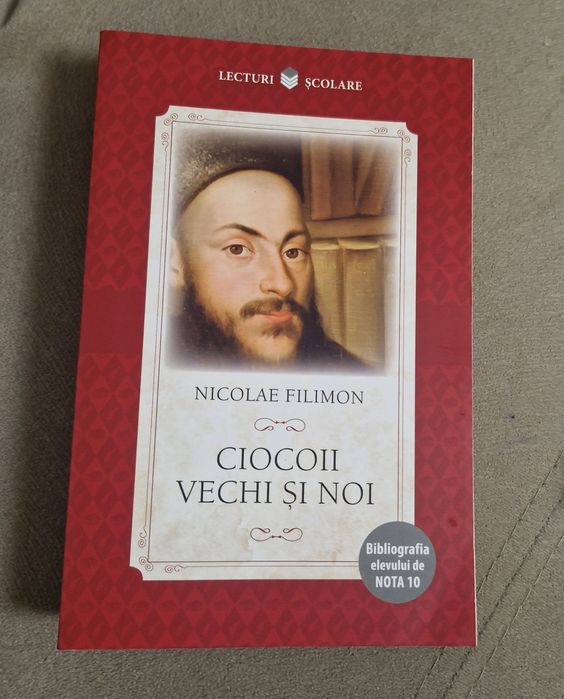 LECTURI ȘCOLARE
NICOLAE FILIMON
CIOCOII
VECHI ȘI NOI
Bibliografia
elevului de
NOTA 10